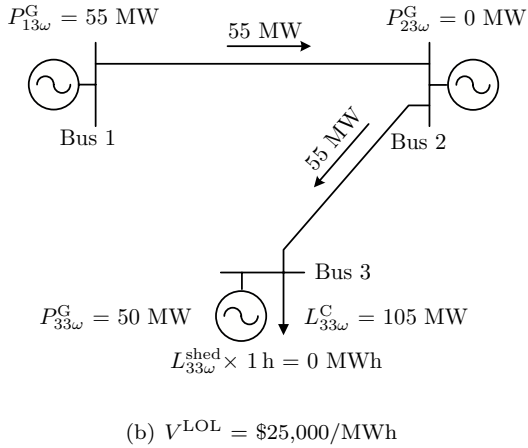 P^G_{13ω} = 55 MW
P^G_{23ω} = 0 MW
55 MW
Bus 1
Bus 2
55 MW
Bus 3
P^G_{33ω} = 50 MW
L^C_{33ω} = 105 MW
L^shed_{33ω} × 1 h = 0 MWh
(b) V^LOL = $25,000/MWh